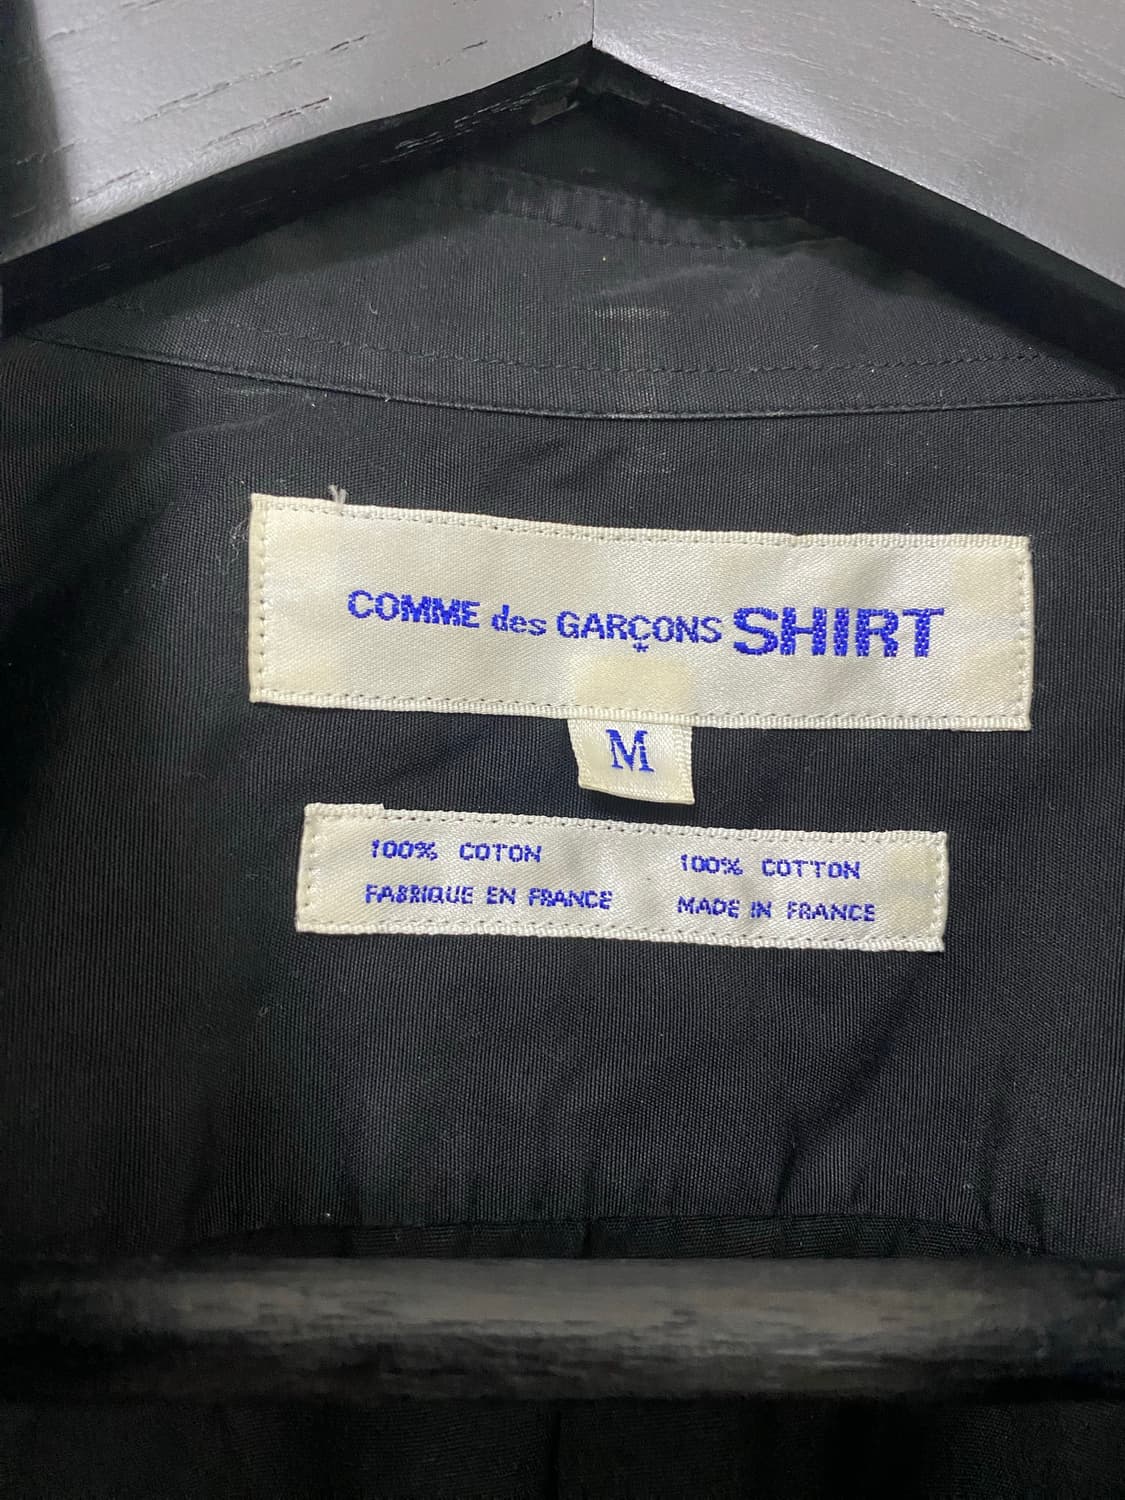 COMME des GARÇONS SHIRT
*
M
100% COTON
FABRIQUE EN FRANCE
100% COTTON
MADE IN FRANCE